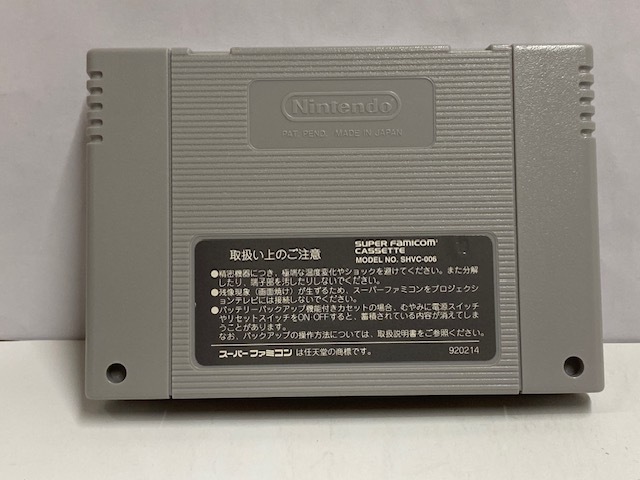 Nintendo
PAT. PEND. / MADE IN JAPAN
SUPER FAMICOM
CASSETTE
MODEL NO. SHVC-006
取扱い上のご注意
●精密機器につき、極端な温度変化やショックを避けてください。また分解
したり、端子部を汚したりしないでください。
●残像現象（画面焼け）が生ずるため、スーパーファミコンをプロジェクシ
ョンテレビには接続しないでください。
●バッテリーバックアップ機能付きカセットの場合、むやみに電源スイッチ
やリセットスイッチをON・OFFすると、蓄積されている内容が消えてしま
うことがあります。
なお、バックアップの操作方法については、取扱説明書をご参照ください。
スーパーファミコン は任天堂の商標です。
920214